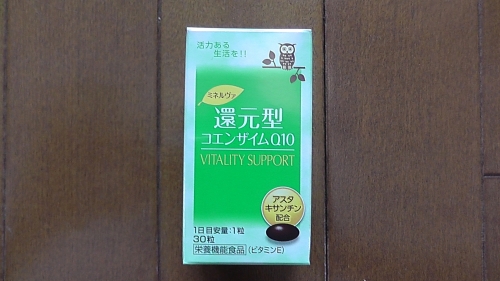 活力ある
生活を!!
ミネルヴァ
還元型
コエンザイムQ10
VITALITY SUPPORT
アスタ
キサンチン
配合
1日目安量:1粒
30粒
栄養機能食品 (ビタミンE)